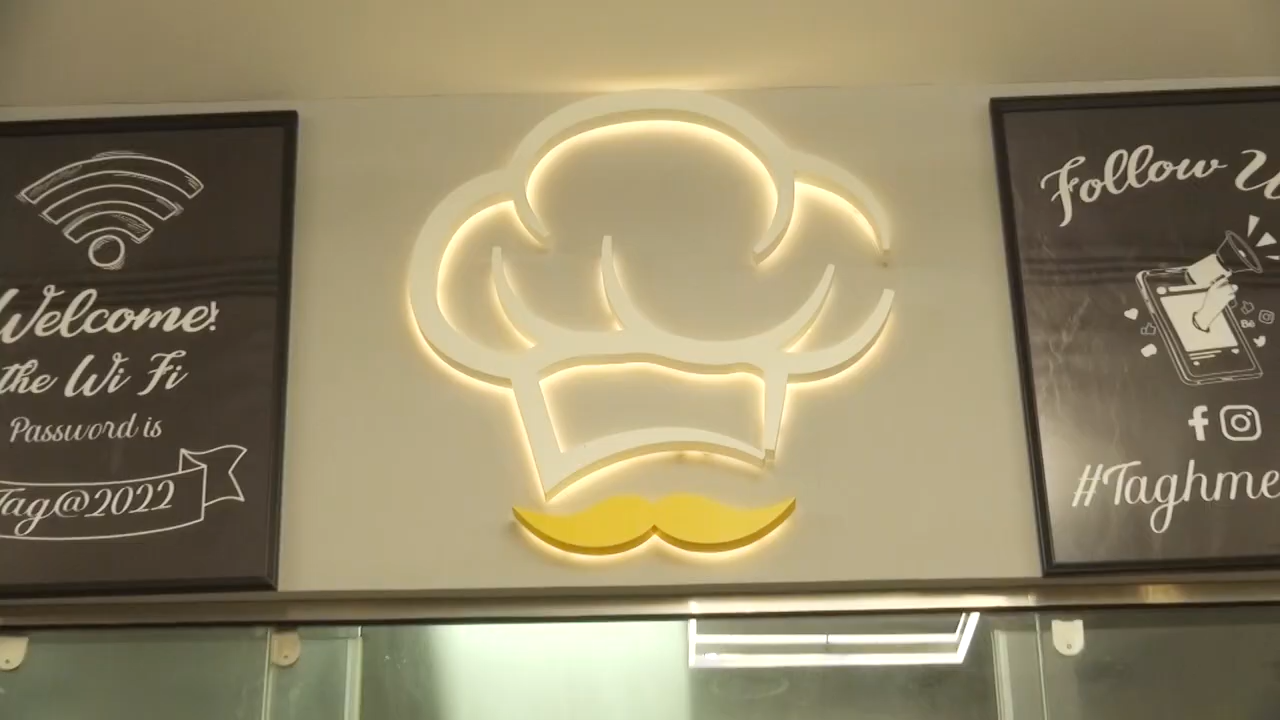 Welcome!
the Wi Fi
Password is
Tag@2022
Follow U
#Taghme